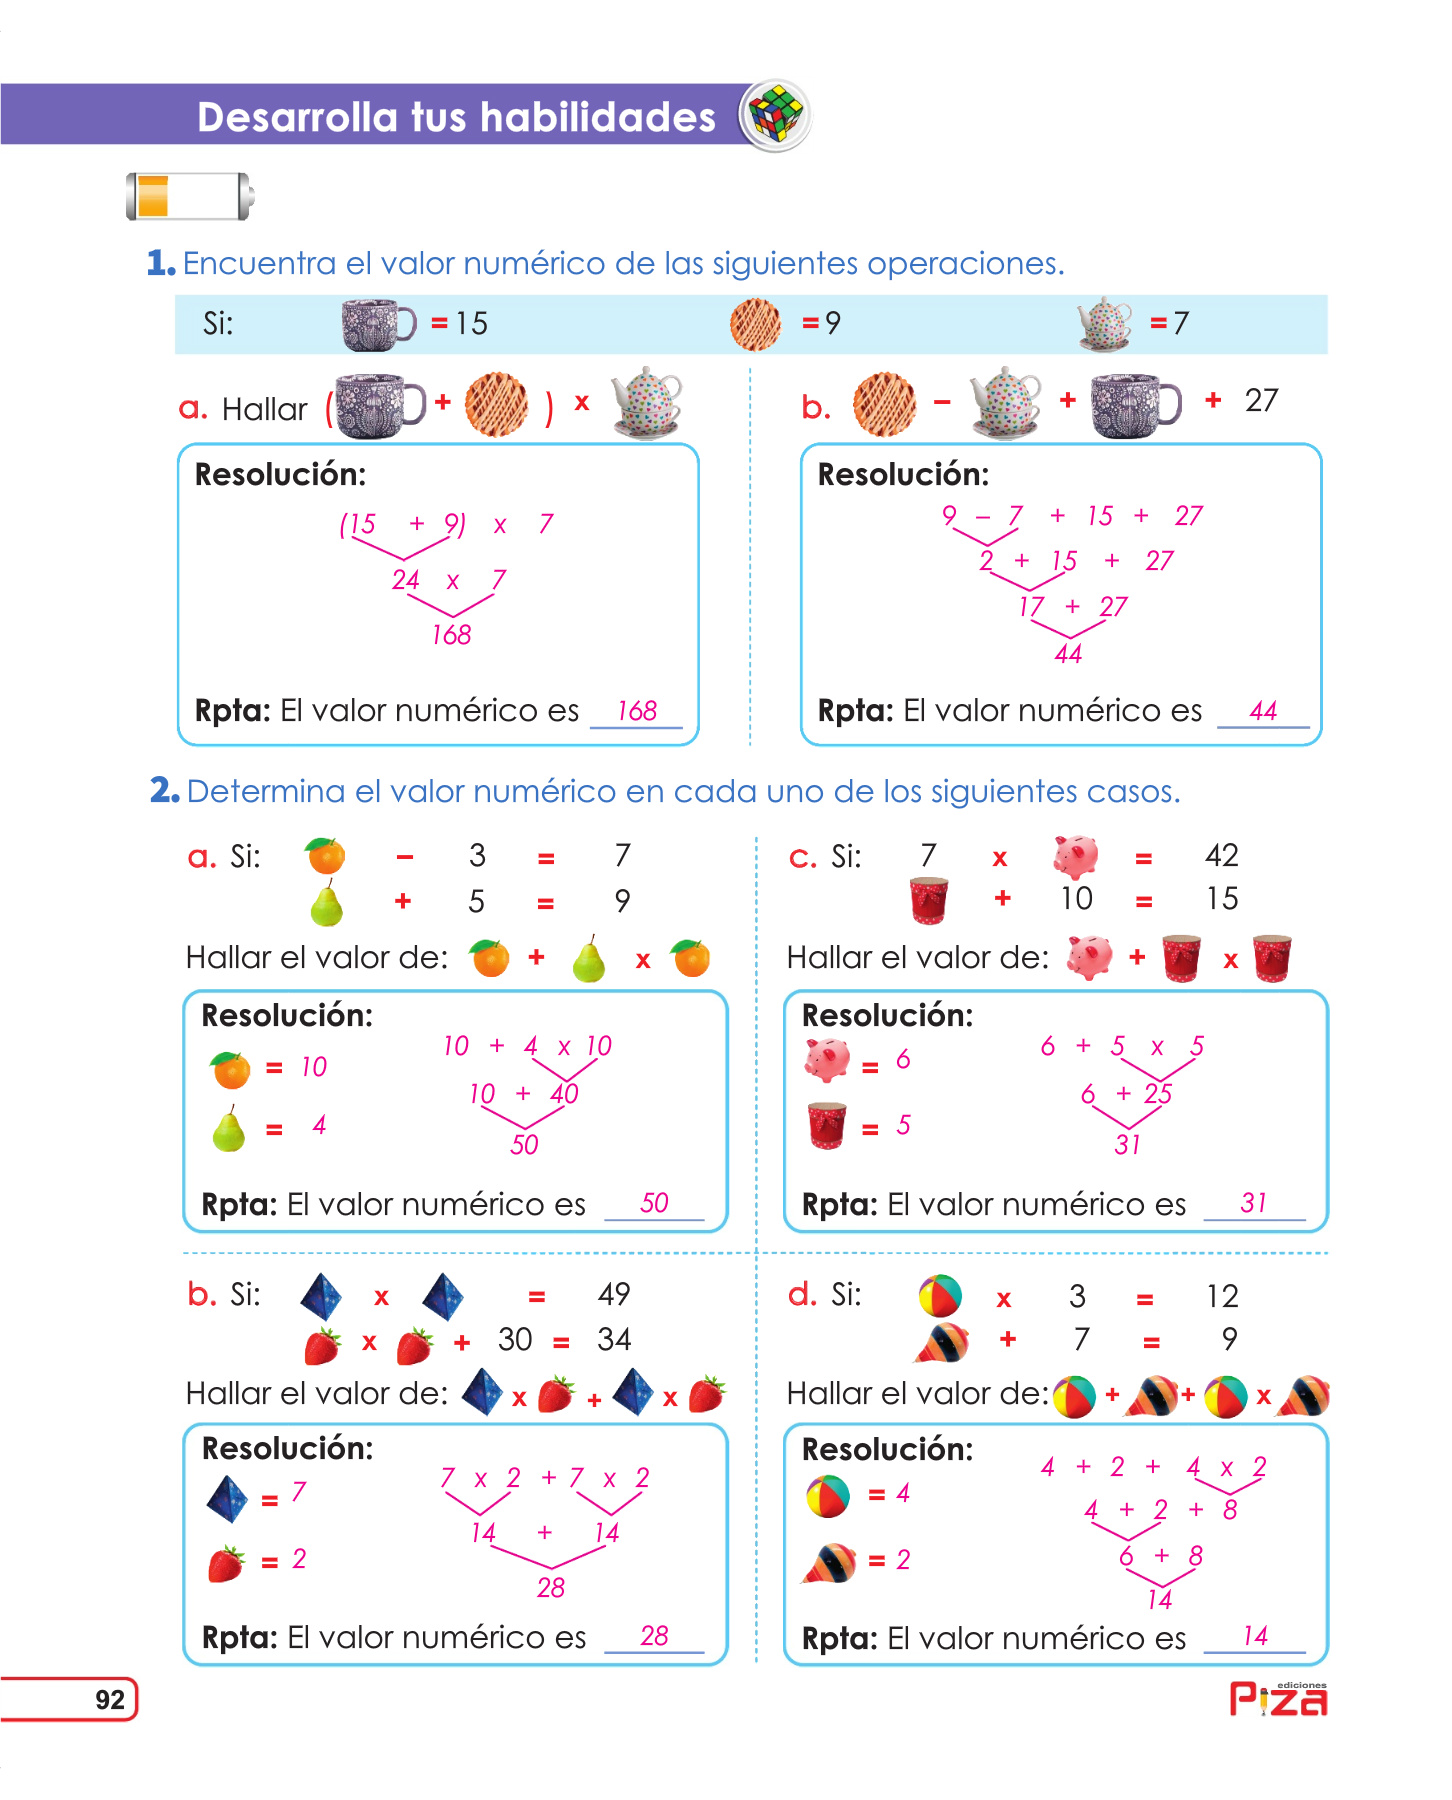 Desarrolla tus habilidades
1. Encuentra el valor numérico de las siguientes operaciones.
Si: = 15 = 9 = 7
a. Hallar ( + ) x
b. – + + 27
Resolución:
(15 + 9) x 7
24 x 7
168
Rpta: El valor numérico es 168
Resolución:
9 – 7 + 15 + 27
2 + 15 + 27
17 + 27
44
Rpta: El valor numérico es 44
2. Determina el valor numérico en cada uno de los siguientes casos.
a. Si: – 3 = 7
+ 5 = 9
Hallar el valor de: + x
Resolución:
= 10
= 4
10 + 4 x 10
10 + 40
50
Rpta: El valor numérico es 50
c. Si: 7 x = 42
+ 10 = 15
Hallar el valor de: + x
Resolución:
= 6
= 5
6 + 5 x 5
6 + 25
31
Rpta: El valor numérico es 31
b. Si: x = 49
x + 30 = 34
Hallar el valor de: x + x
Resolución:
= 7
= 2
7 x 2 + 7 x 2
14 + 14
28
Rpta: El valor numérico es 28
d. Si: x 3 = 12
+ 7 = 9
Hallar el valor de: + + x
Resolución:
= 4
= 2
4 + 2 + 4 x 2
4 + 2 + 8
6 + 8
14
Rpta: El valor numérico es 14
92
ediciones
Piza